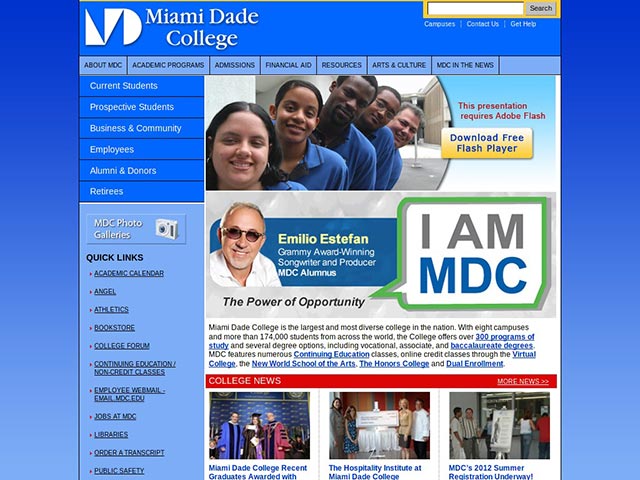 Miami Dade
College
Search
Campuses
Contact Us
Get Help
ABOUT MDC
ACADEMIC PROGRAMS
ADMISSIONS
FINANCIAL AID
RESOURCES
ARTS & CULTURE
MDC IN THE NEWS
Current Students
Prospective Students
Business & Community
Employees
Alumni & Donors
Retirees
This presentation
requires Adobe Flash
Download Free
Flash Player
MDC Photo
Galleries
QUICK LINKS
ACADEMIC CALENDAR
ANGEL
ATHLETICS
BOOKSTORE
COLLEGE FORUM
CONTINUING EDUCATION /
NON-CREDIT CLASSES
EMPLOYEE WEBMAIL -
EMAIL.MDC.EDU
JOBS AT MDC
LIBRARIES
ORDER A TRANSCRIPT
PUBLIC SAFETY
Emilio Estefan
Grammy Award-Winning
Songwriter and Producer
MDC Alumnus
The Power of Opportunity
I AM
MDC
Miami Dade College is the largest and most diverse college in the nation. With eight campuses
and more than 174,000 students from across the world, the College offers over 300 programs of
study and several degree options, including vocational, associate, and baccalaureate degrees.
MDC features numerous Continuing Education classes, online credit classes through the Virtual
College, the New World School of the Arts, The Honors College and Dual Enrollment.
COLLEGE NEWS
MORE NEWS >>
Miami Dade College Recent
Graduates Awarded with
The Hospitality Institute at
Miami Dade College
MDC's 2012 Summer
Registration Underway!